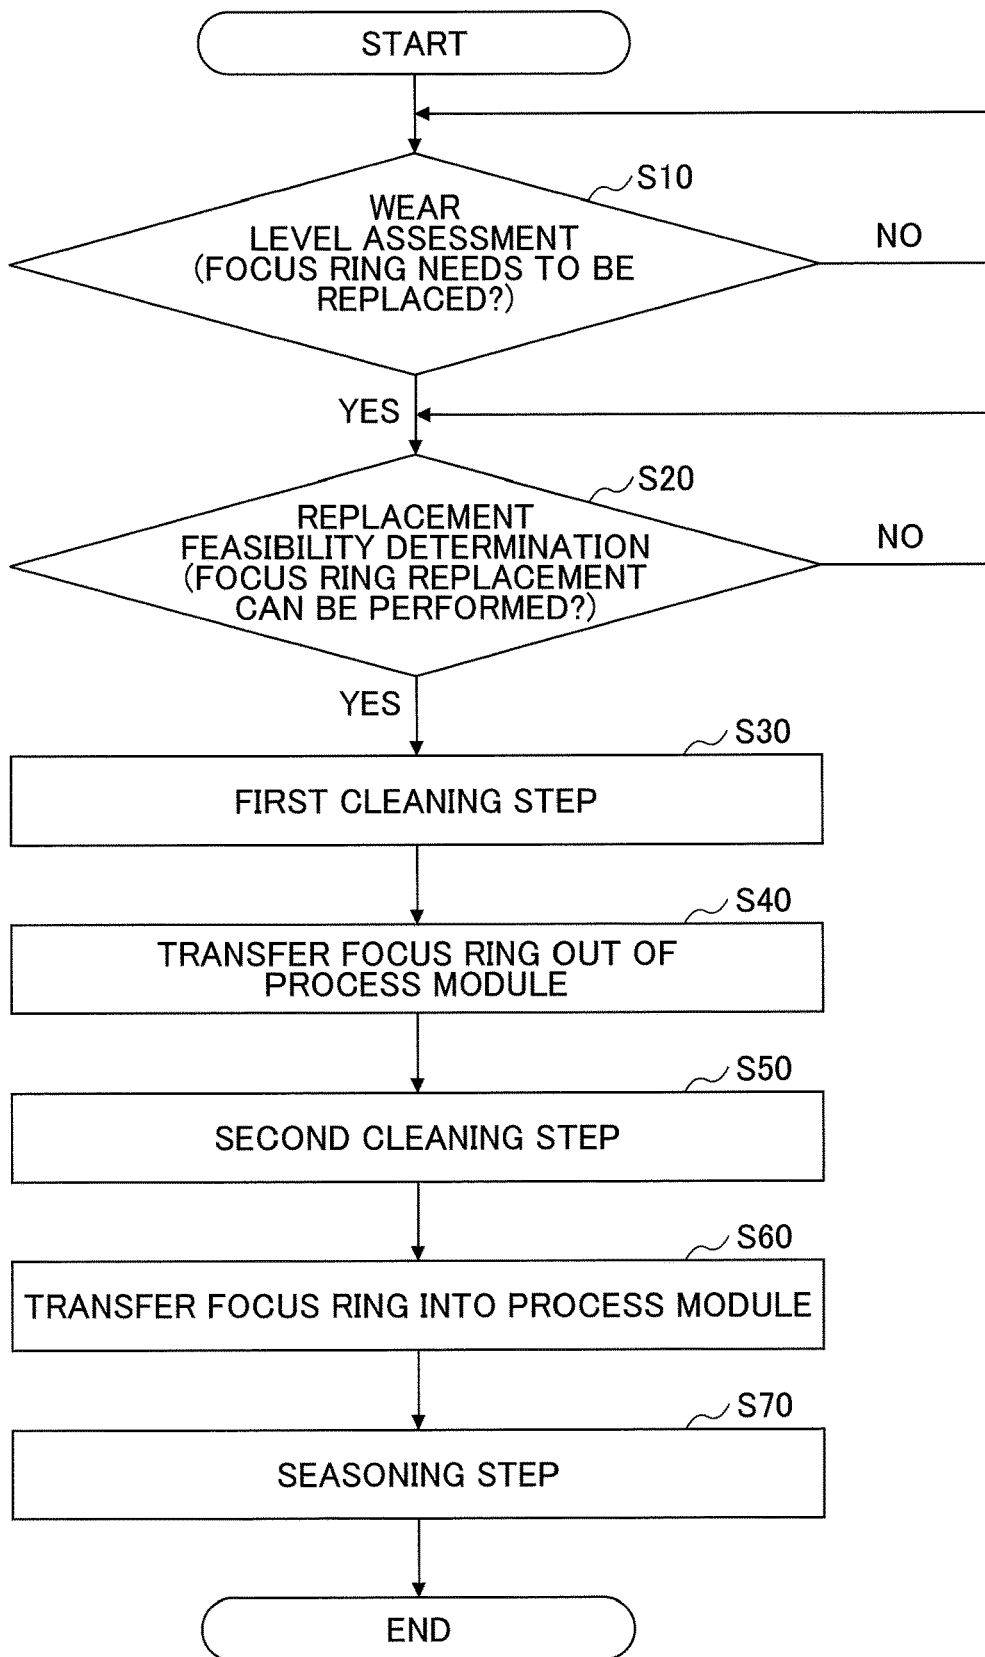 START
S10
WEAR
LEVEL ASSESSMENT
(FOCUS RING NEEDS TO BE
REPLACED?)
NO
YES
S20
REPLACEMENT
FEASIBILITY DETERMINATION
(FOCUS RING REPLACEMENT
CAN BE PERFORMED?)
NO
YES
S30
FIRST CLEANING STEP
S40
TRANSFER FOCUS RING OUT OF
PROCESS MODULE
S50
SECOND CLEANING STEP
S60
TRANSFER FOCUS RING INTO PROCESS MODULE
S70
SEASONING STEP
END